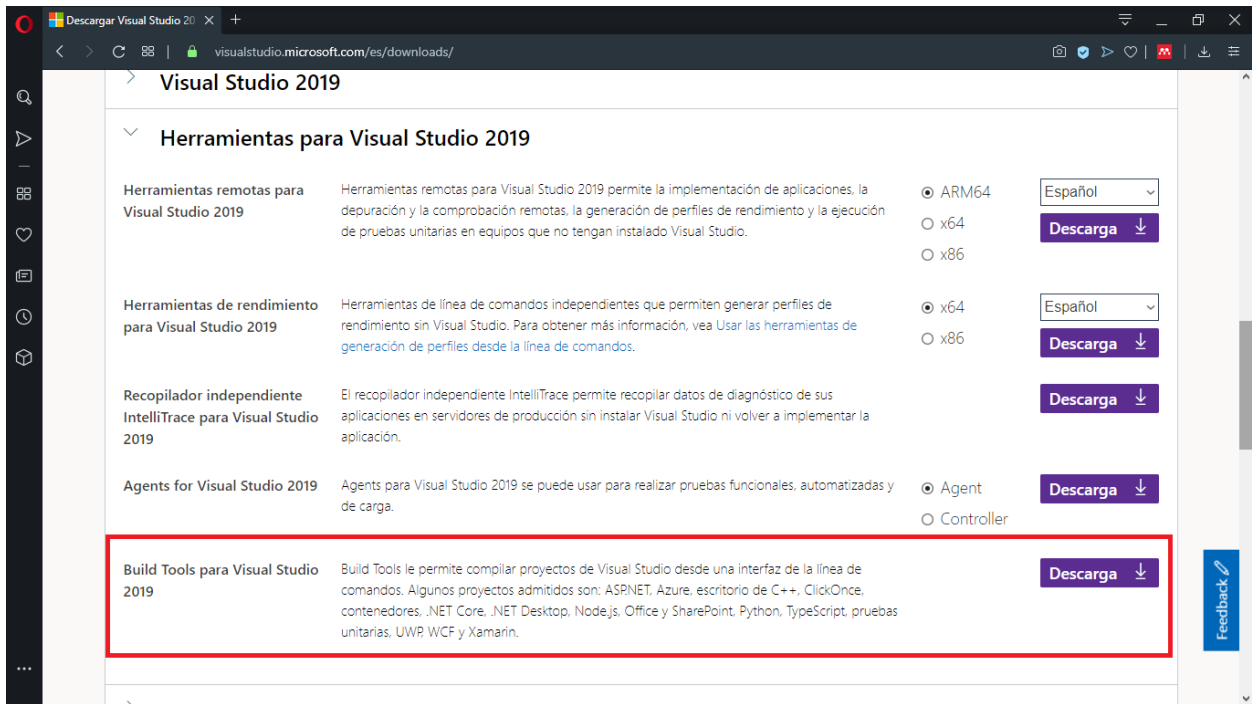 Descargar Visual Studio 20
visualstudio.microsoft.com/es/downloads/
Visual Studio 2019
Herramientas para Visual Studio 2019
Herramientas remotas para
Visual Studio 2019
Herramientas remotas para Visual Studio 2019 permite la implementación de aplicaciones, la
depuración y la comprobación remotas, la generación de perfiles de rendimiento y la ejecución
de pruebas unitarias en equipos que no tengan instalado Visual Studio.
ARM64
x64
x86
Español
Descarga
Herramientas de rendimiento
para Visual Studio 2019
Herramientas de línea de comandos independientes que permiten generar perfiles de
rendimiento sin Visual Studio. Para obtener más información, vea Usar las herramientas de
generación de perfiles desde la línea de comandos.
x64
x86
Español
Descarga
Recopilador independiente
IntelliTrace para Visual Studio
2019
El recopilador independiente IntelliTrace permite recopilar datos de diagnóstico de sus
aplicaciones en servidores de producción sin instalar Visual Studio ni volver a implementar la
aplicación.
Descarga
Agents for Visual Studio 2019
Agents para Visual Studio 2019 se puede usar para realizar pruebas funcionales, automatizadas y
de carga.
Agent
Controller
Descarga
Build Tools para Visual Studio
2019
Build Tools le permite compilar proyectos de Visual Studio desde una interfaz de la línea de
comandos. Algunos proyectos admitidos son: ASP.NET, Azure, escritorio de C++, ClickOnce,
contenedores, .NET Core, .NET Desktop, Node.js, Office y SharePoint, Python, TypeScript, pruebas
unitarias, UWP, WCF y Xamarin.
Descarga
Feedback